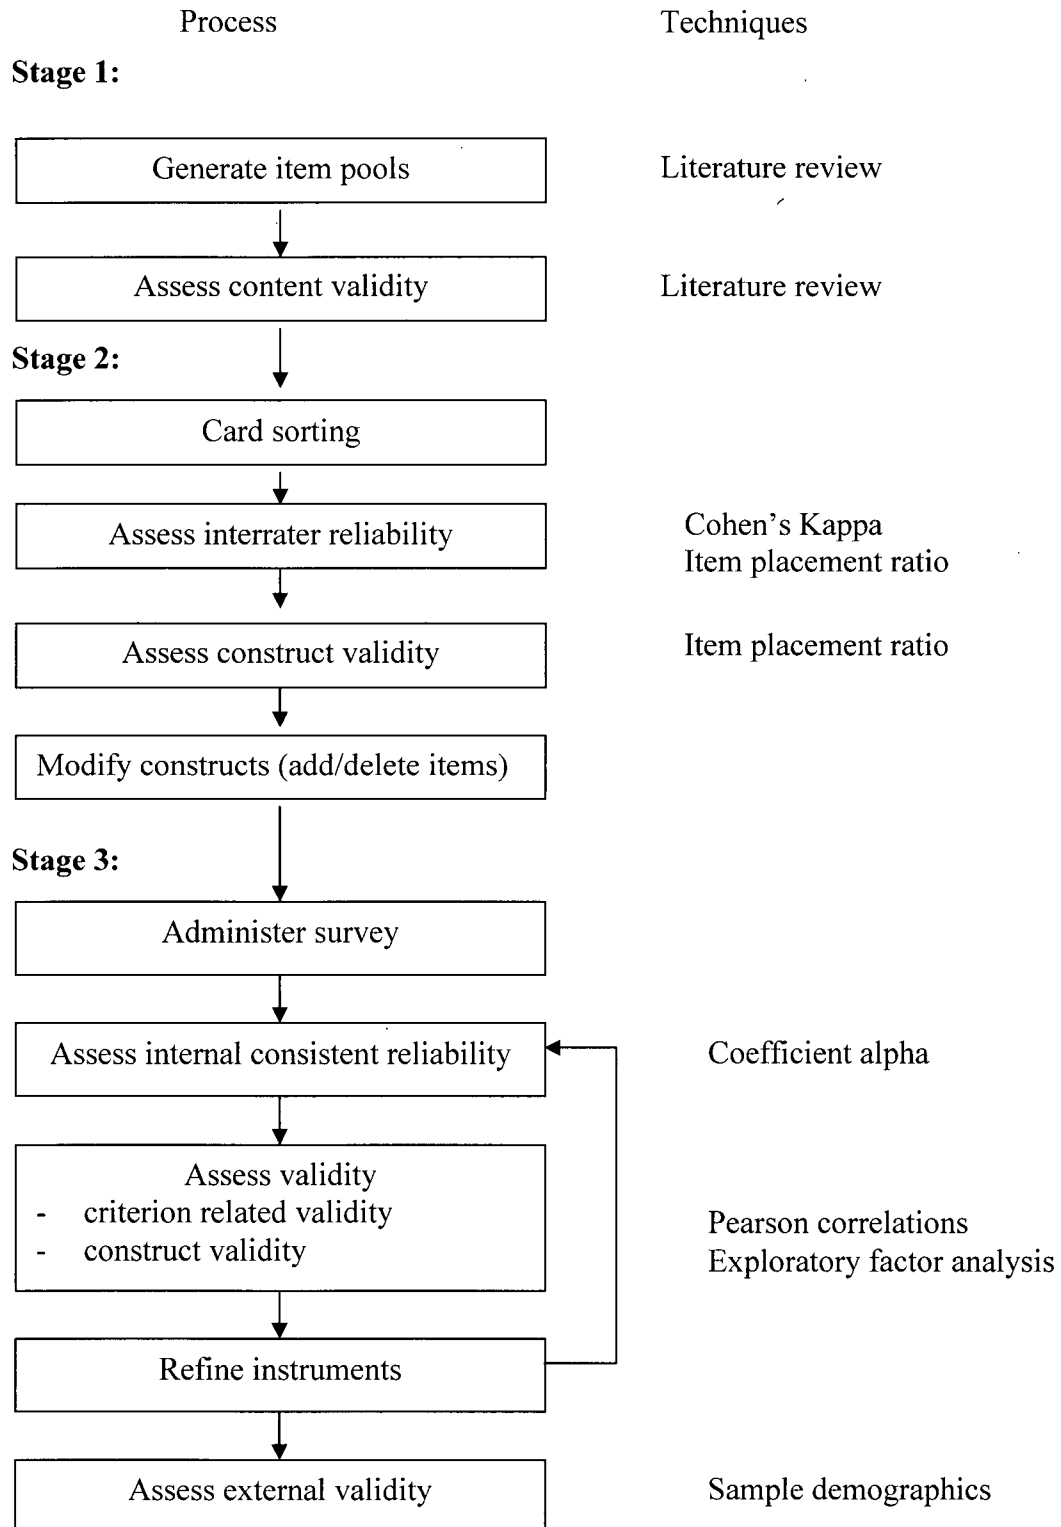 Process Techniques
Stage 1:
Generate item pools Literature review
Assess content validity Literature review
Stage 2:
Card sorting
Assess interrater reliability Cohen's Kappa
Item placement ratio
Assess construct validity Item placement ratio
Modify constructs (add/delete items)
Stage 3:
Administer survey
Assess internal consistent reliability Coefficient alpha
Assess validity
- criterion related validity Pearson correlations
- construct validity Exploratory factor analysis
Refine instruments
Assess external validity Sample demographics